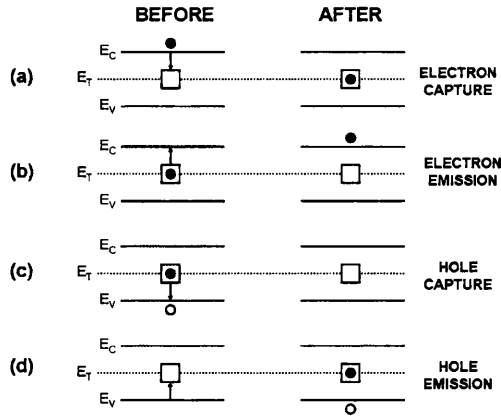 BEFORE AFTER
(a) E_C
E_T
E_V
ELECTRON
CAPTURE
(b) E_C
E_T
E_V
ELECTRON
EMISSION
(c) E_C
E_T
E_V
HOLE
CAPTURE
(d) E_C
E_T
E_V
HOLE
EMISSION